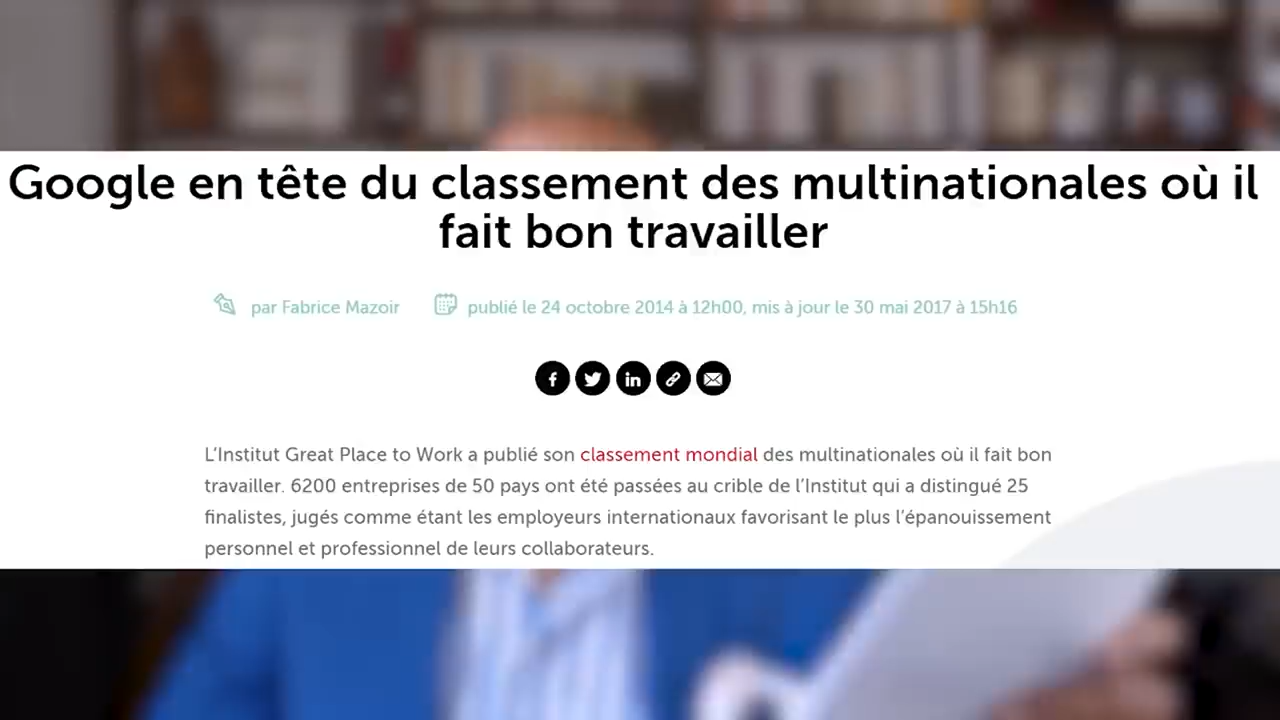 Google en tête du classement des multinationales où il
fait bon travailler
par Fabrice Mazoir publié le 24 octobre 2014 à 12h00, mis à jour le 30 mai 2017 à 15h16
L'Institut Great Place to Work a publié son classement mondial des multinationales où il fait bon
travailler. 6200 entreprises de 50 pays ont été passées au crible de l'Institut qui a distingué 25
finalistes, jugés comme étant les employeurs internationaux favorisant le plus l'épanouissement
personnel et professionnel de leurs collaborateurs.